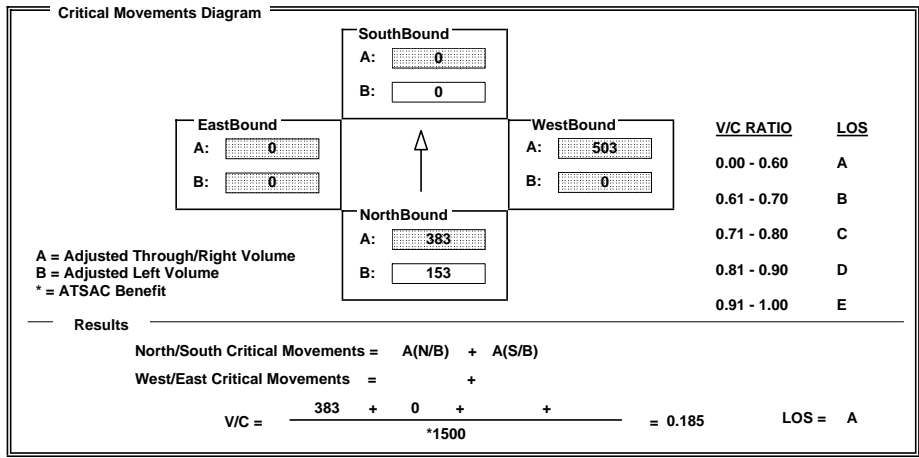 Critical Movements Diagram
SouthBound
A: 0
B: 0
EastBound
A: 0
B: 0
WestBound
A: 503
B: 0
NorthBound
A: 383
B: 153
V/C RATIO LOS
0.00 - 0.60 A
0.61 - 0.70 B
0.71 - 0.80 C
0.81 - 0.90 D
0.91 - 1.00 E
A = Adjusted Through/Right Volume
B = Adjusted Left Volume
* = ATSAC Benefit
Results
North/South Critical Movements = A(N/B) + A(S/B)
West/East Critical Movements = +
V/C = 383 + 0 + + = 0.185 LOS = A
*1500